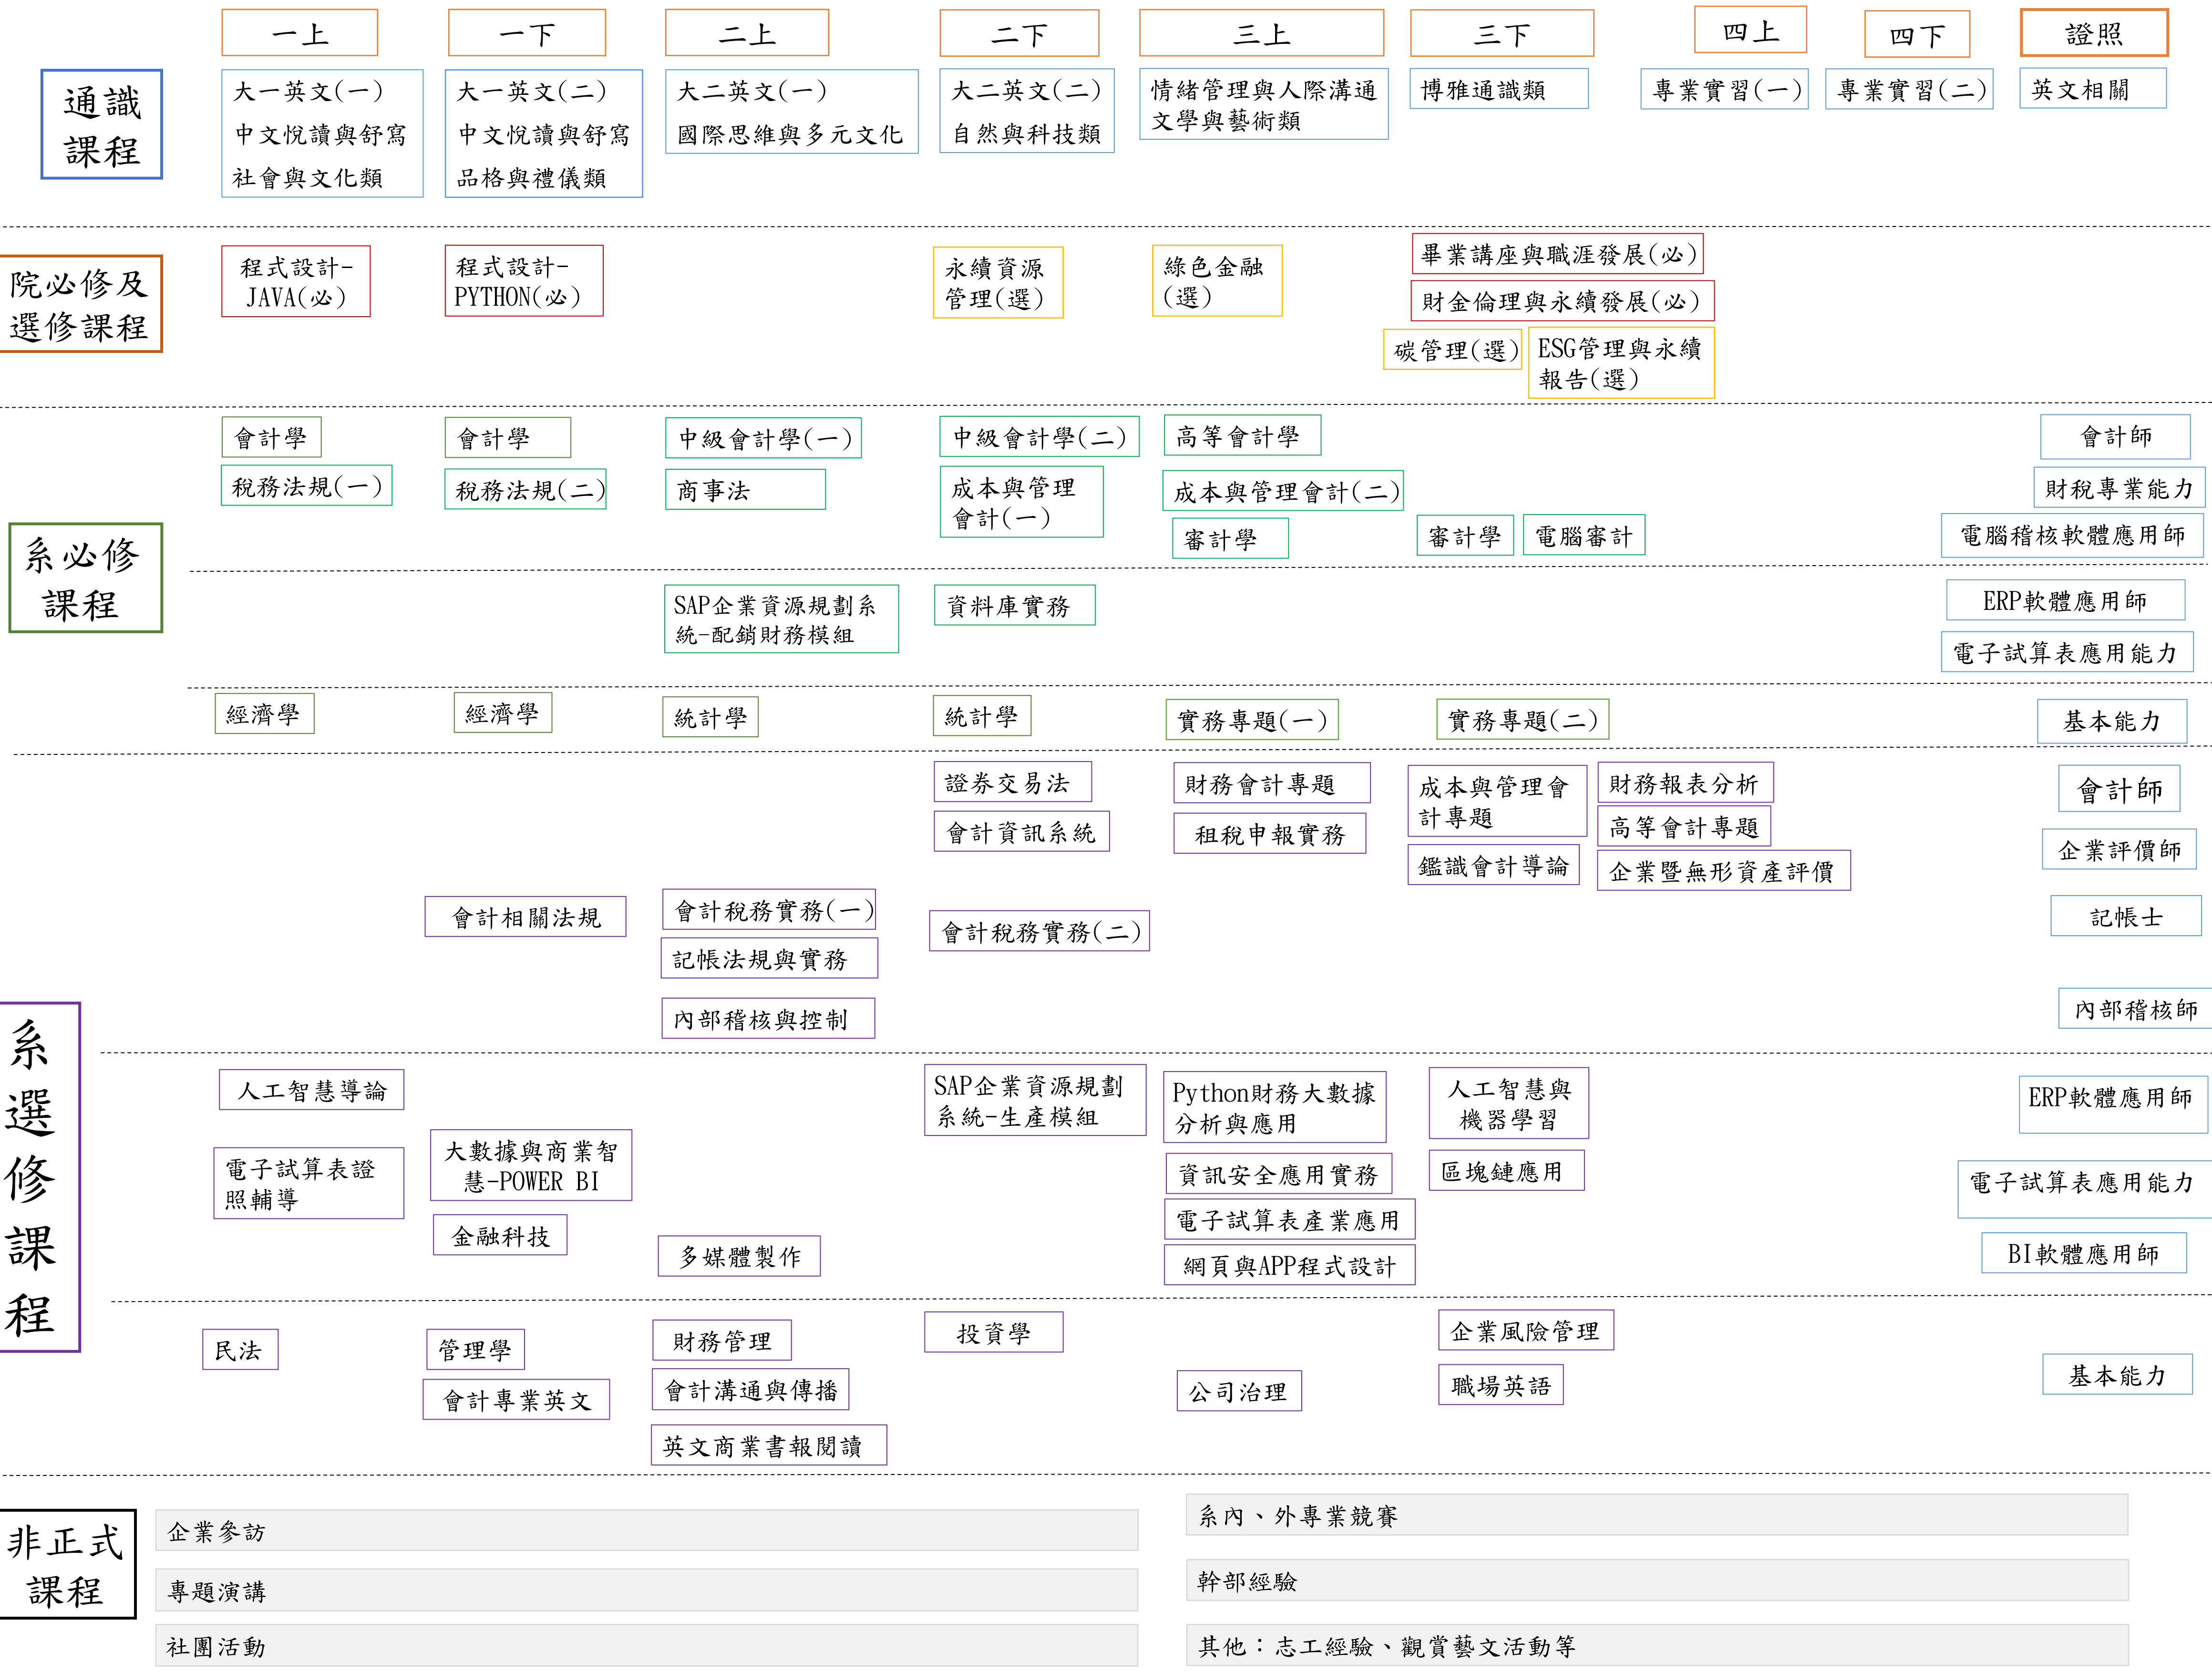 一上
一下
二上
二下
三上
三下
四上
四下
證照
通識
課程
大一英文(一)
中文悅讀與舒寫
社會與文化類
大一英文(二)
中文悅讀與舒寫
品格與禮儀類
大二英文(一)
國際思維與多元文化
大二英文(二)
自然與科技類
情緒管理與人際溝通
文學與藝術類
博雅通識類
專業實習(一)
專業實習(二)
英文相關
院必修及
選修課程
程式設計-
JAVA(必)
程式設計-
PYTHON(必)
永續資源
管理(選)
綠色金融
(選)
畢業講座與職涯發展(必)
財金倫理與永續發展(必)
碳管理(選)
ESG管理與永續
報告(選)
系必修
課程
會計學
稅務法規(一)
會計學
稅務法規(二)
中級會計學(一)
商事法
中級會計學(二)
成本與管理
會計(一)
高等會計學
成本與管理會計(二)
審計學
審計學
電腦審計
會計師
財稅專業能力
電腦稽核軟體應用師
SAP企業資源規劃系
統-配銷財務模組
資料庫實務
ERP軟體應用師
電子試算表應用能力
經濟學
經濟學
統計學
統計學
實務專題(一)
實務專題(二)
基本能力
系
選
修
課
程
證券交易法
會計資訊系統
財務會計專題
租稅申報實務
成本與管理會
計專題
鑑識會計導論
財務報表分析
高等會計專題
企業暨無形資產評價
會計師
企業評價師
會計相關法規
會計稅務實務(一)
記帳法規與實務
內部稽核與控制
會計稅務實務(二)
記帳士
內部稽核師
人工智慧導論
電子試算表證
照輔導
大數據與商業智
慧-POWER BI
金融科技
多媒體製作
SAP企業資源規劃
系統-生產模組
Python財務大數據
分析與應用
資訊安全應用實務
電子試算表產業應用
網頁與APP程式設計
人工智慧與
機器學習
區塊鏈應用
ERP軟體應用師
電子試算表應用能力
BI軟體應用師
民法
管理學
會計專業英文
財務管理
會計溝通與傳播
英文商業書報閱讀
投資學
公司治理
企業風險管理
職場英語
基本能力
非正式
課程
企業參訪
專題演講
社團活動
系內、外專業競賽
幹部經驗
其他：志工經驗、觀賞藝文活動等